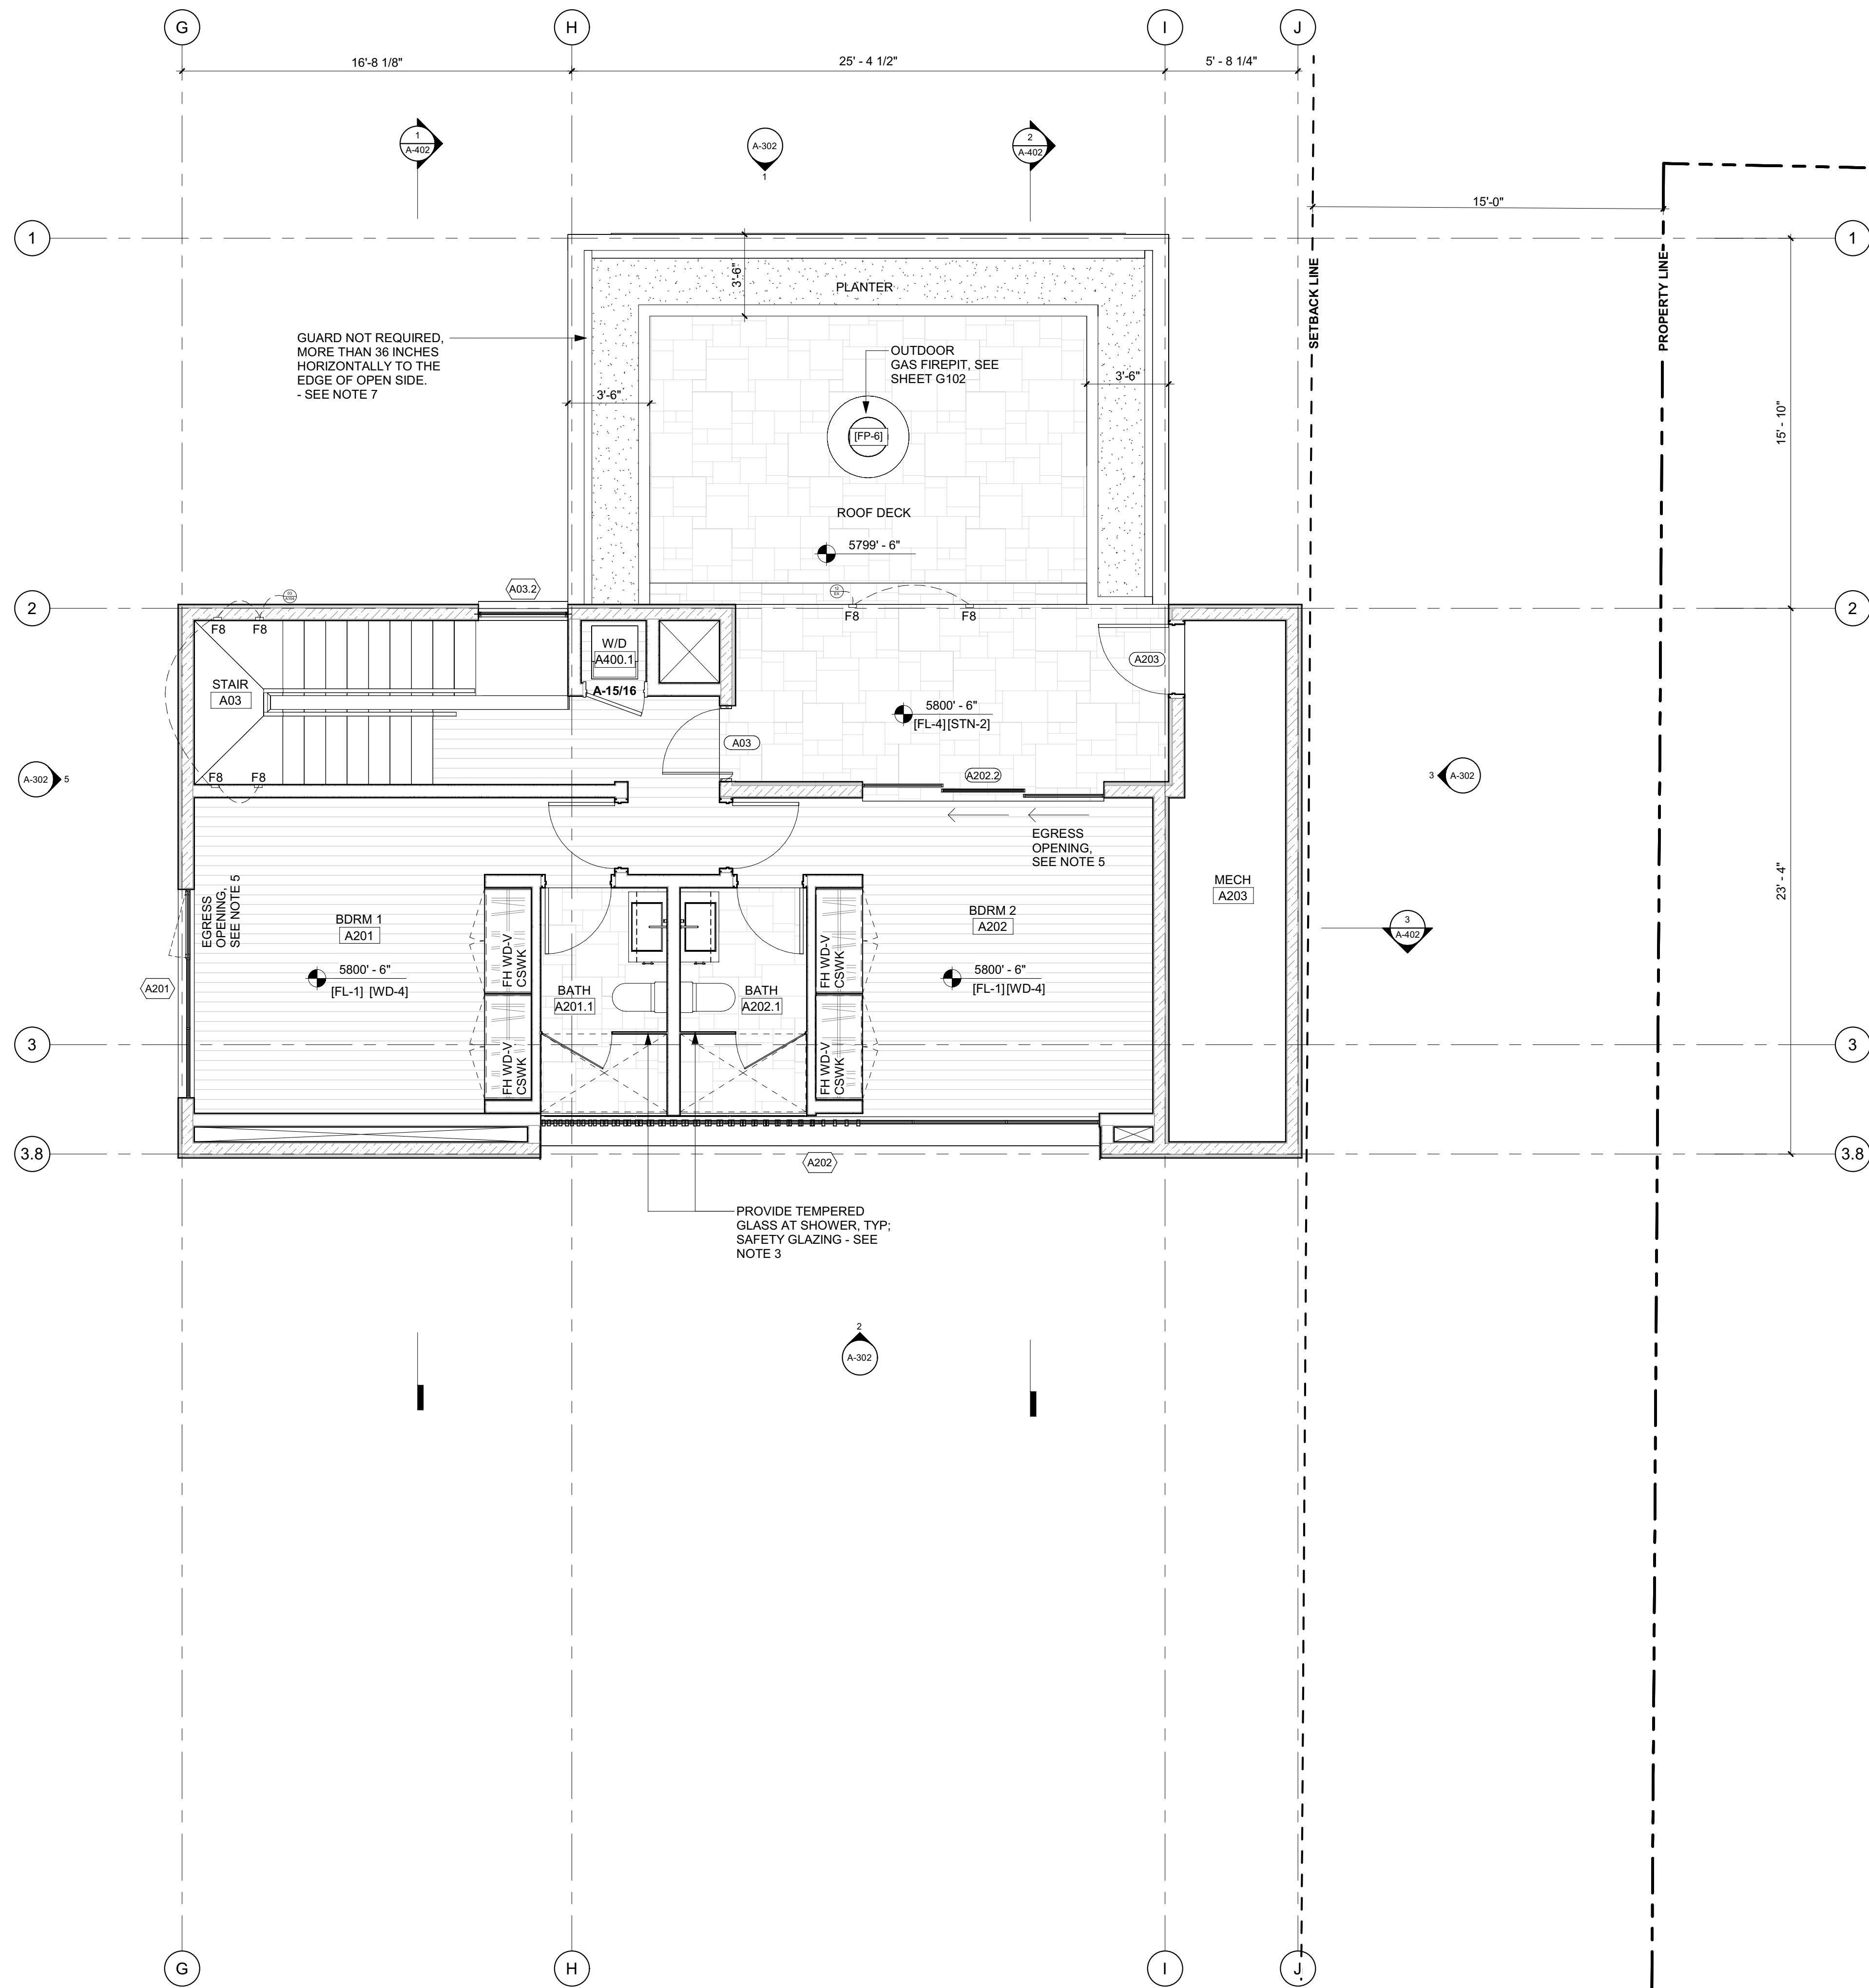 G
H
I
J
16'-8 1/8"
25' - 4 1/2"
5' - 8 1/4"
1
A-402
A-302
1
2
A-402
15'-0"
1
1
SETBACK LINE
PROPERTY LINE
3'-6"
PLANTER
GUARD NOT REQUIRED,
MORE THAN 36 INCHES
HORIZONTALLY TO THE
EDGE OF OPEN SIDE.
- SEE NOTE 7
OUTDOOR
GAS FIREPIT, SEE
SHEET G102
3'-6"
3'-6"
[FP-6]
15' - 10"
ROOF DECK
5799' - 6"
A03.2
2
2
F8
F8
F8
F8
W/D
A400.1
A-15/16
STAIR
A03
A203
5800' - 6"
[FL-4][STN-2]
A03
A-302
5
F8
F8
A202.2
3
A-302
EGRESS
OPENING,
SEE NOTE 5
EGRESS
OPENING,
SEE NOTE 5
MECH
A203
23' - 4"
BDRM 1
A201
BDRM 2
A202
3
A-402
FH WD-V
CSWK
FH WD-V
CSWK
5800' - 6"
[FL-1] [WD-4]
5800' - 6"
[FL-1][WD-4]
A201
BATH
A201.1
BATH
A202.1
3
3
FH WD-V
CSWK
FH WD-V
CSWK
3.8
3.8
A202
PROVIDE TEMPERED
GLASS AT SHOWER, TYP;
SAFETY GLAZING - SEE
NOTE 3
2
A-302
G
H
I
J